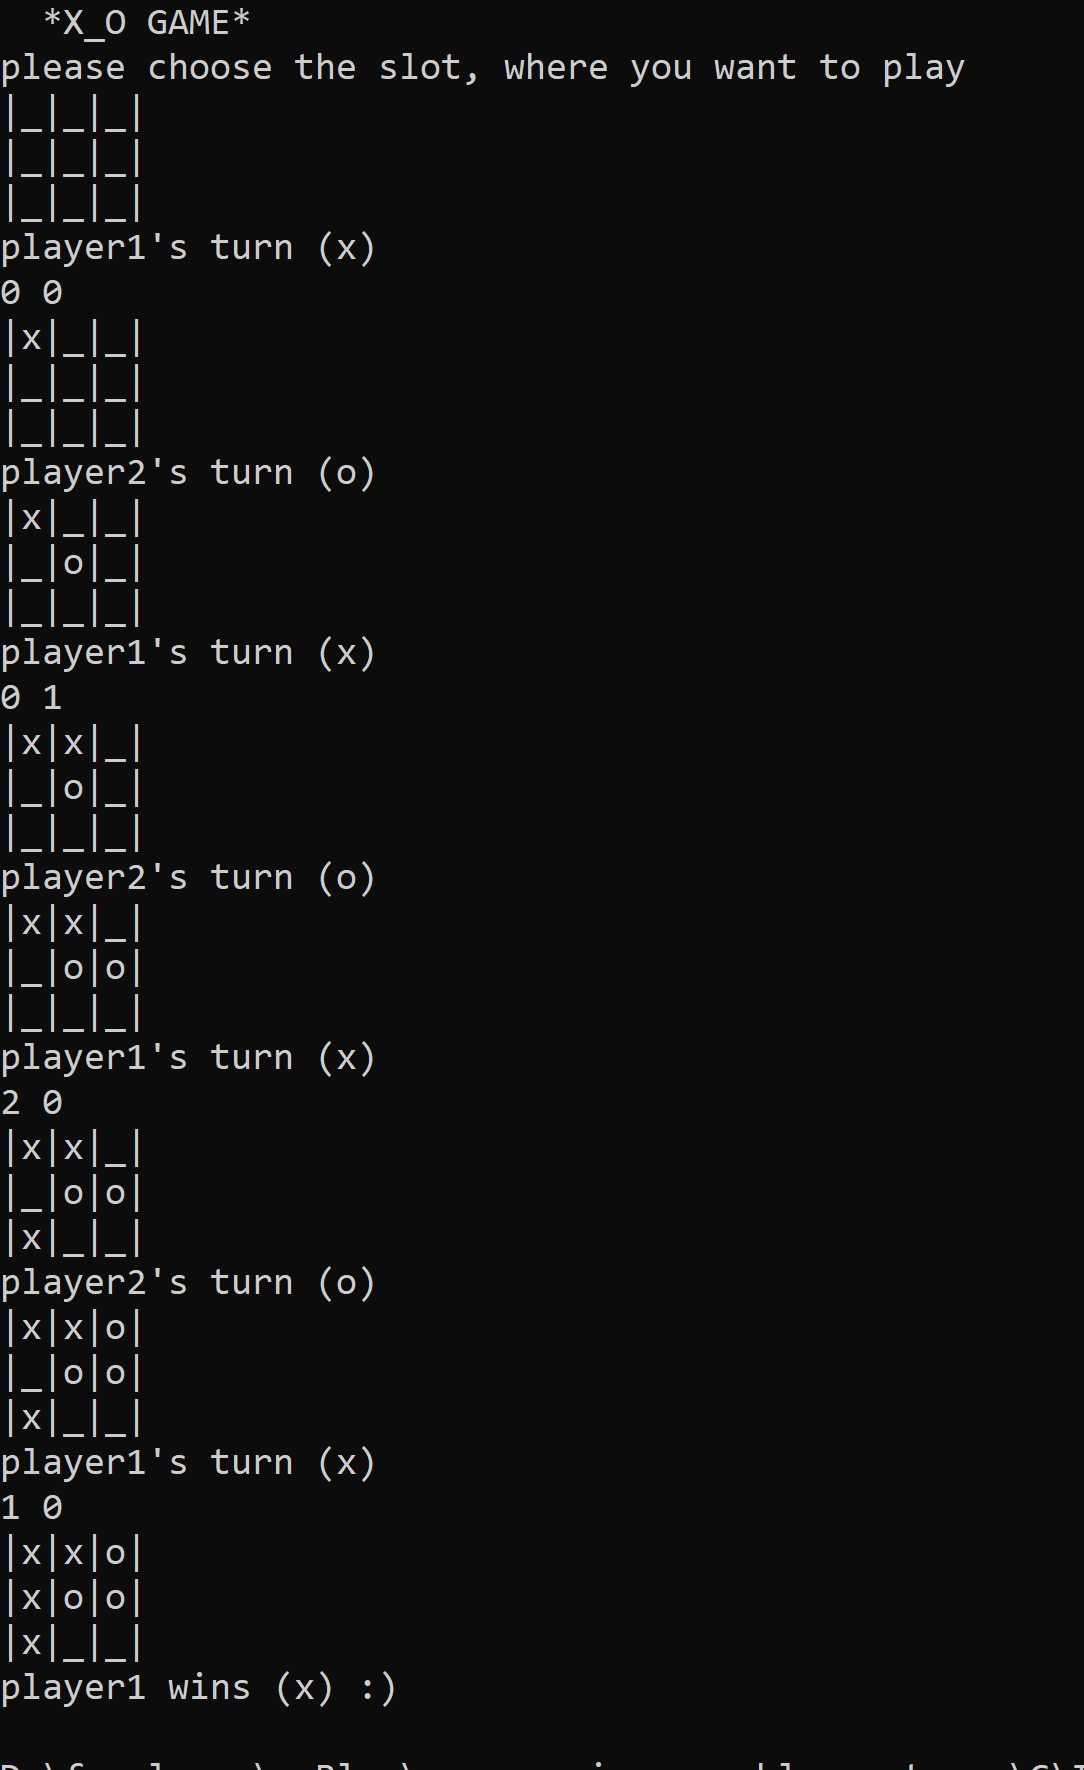 *X_O GAME*
please choose the slot, where you want to play
|_|_|_|
|_|_|_|
|_|_|_|
player1's turn (x)
0 0
|x|_|_|
|_|_|_|
|_|_|_|
player2's turn (o)
|x|_|_|
|_|o|_|
|_|_|_|
player1's turn (x)
0 1
|x|x|_|
|_|o|_|
|_|_|_|
player2's turn (o)
|x|x|_|
|_|o|o|
|_|_|_|
player1's turn (x)
2 0
|x|x|_|
|_|o|o|
|x|_|_|
player2's turn (o)
|x|x|o|
|_|o|o|
|x|_|_|
player1's turn (x)
1 0
|x|x|o|
|x|o|o|
|x|_|_|
player1 wins (x) :)